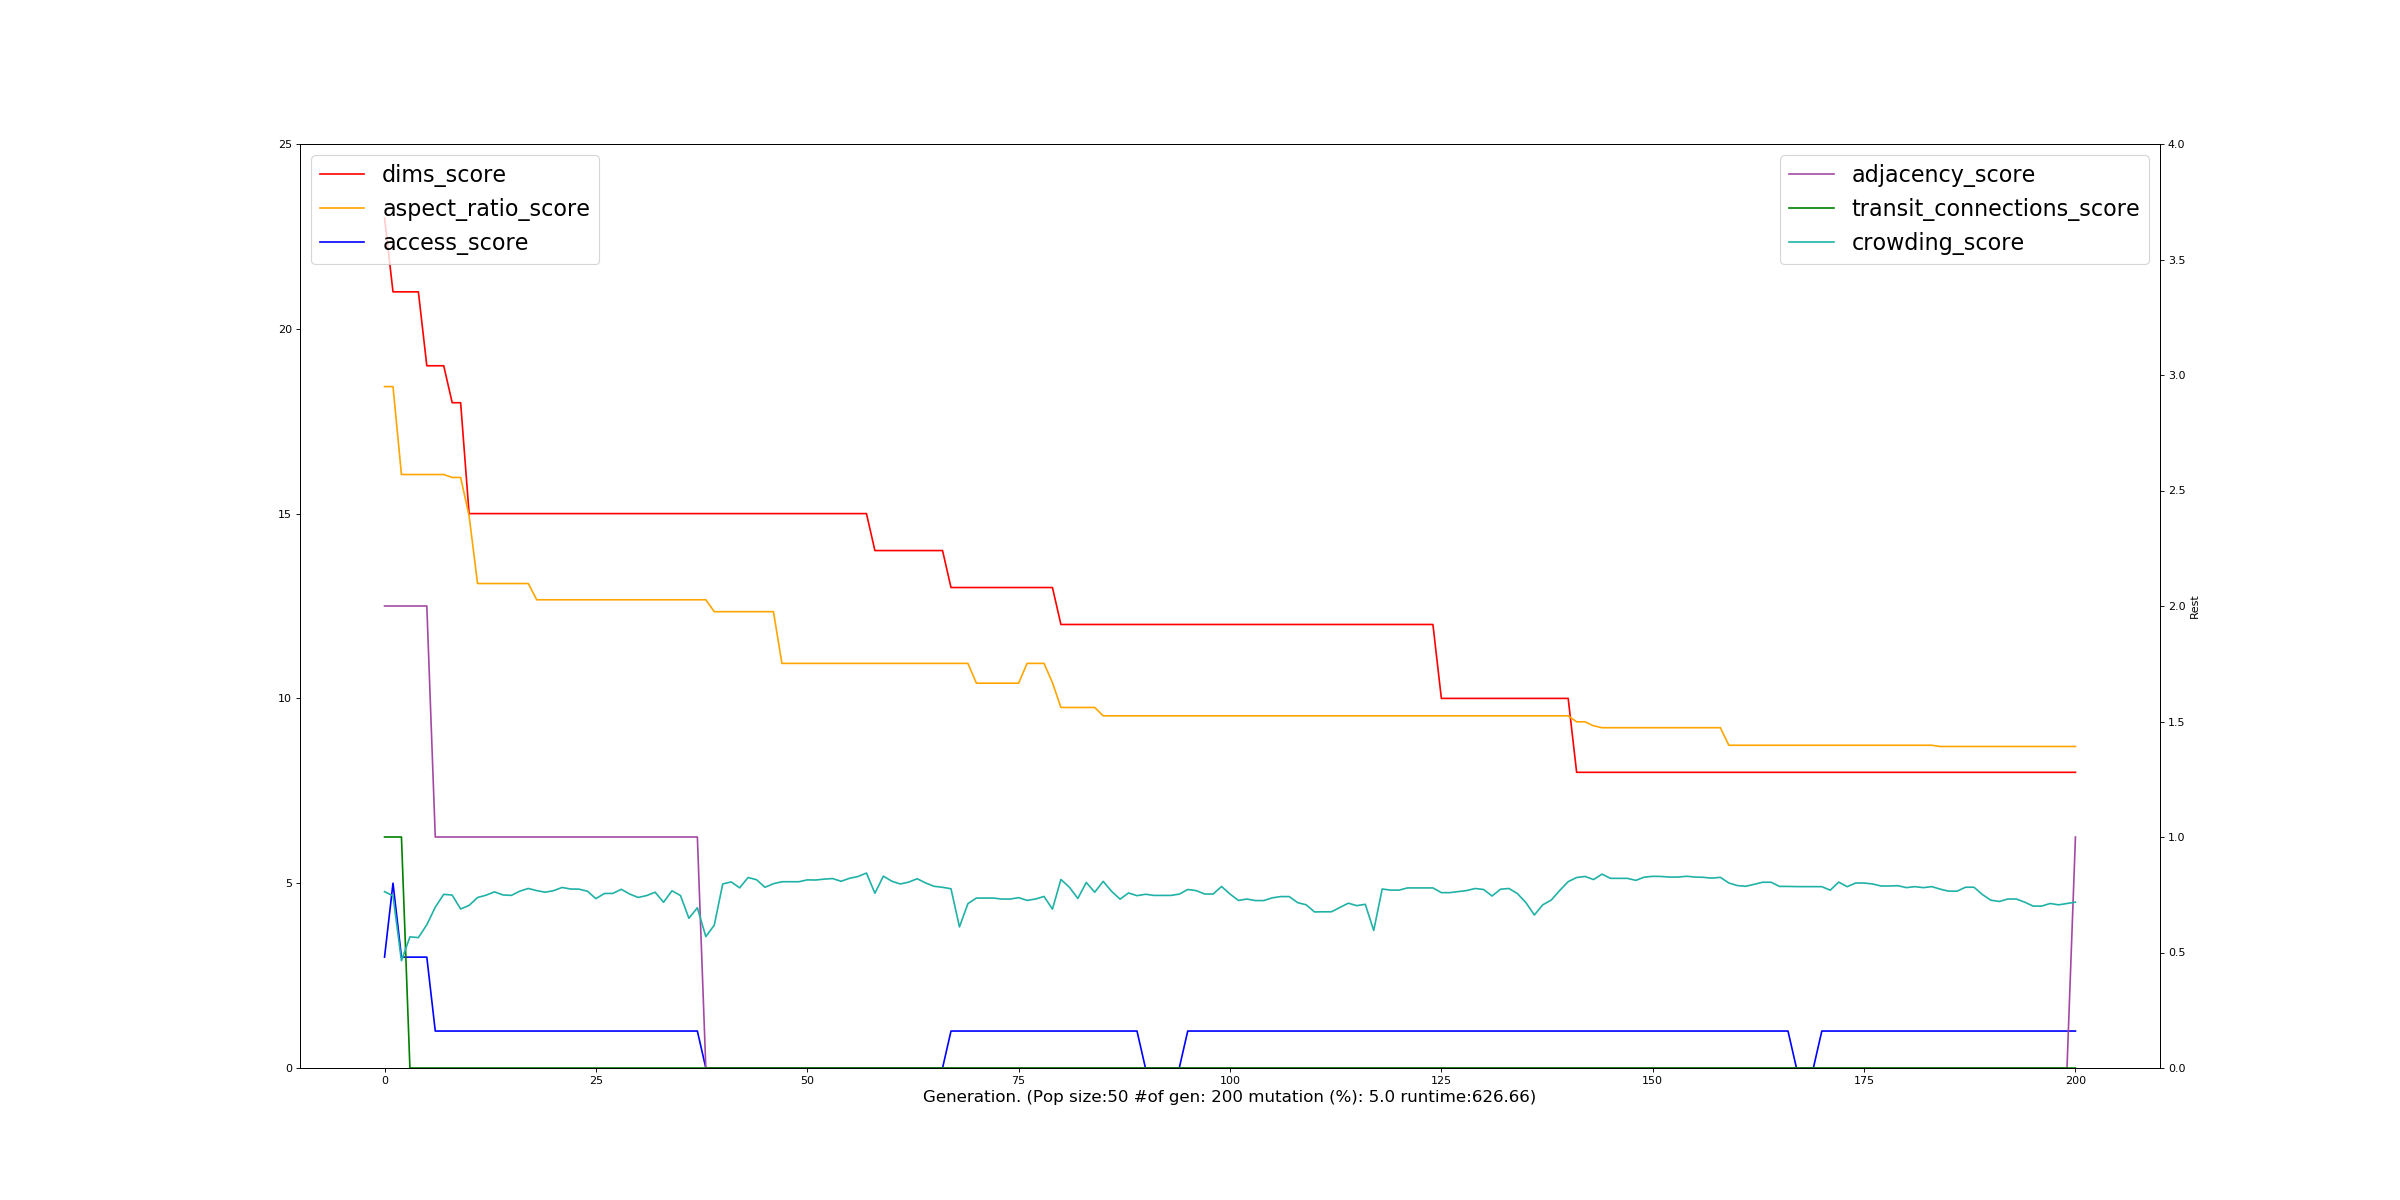 dims_score
aspect_ratio_score
access_score
adjacency_score
transit_connections_score
crowding_score
25
20
15
10
5
0
4.0
3.5
3.0
2.5
2.0
1.5
1.0
0.5
0.0
Rest
0 25 50 75 100 125 150 175 200
Generation. (Pop size:50 #of gen: 200 mutation (%): 5.0 runtime:626.66)